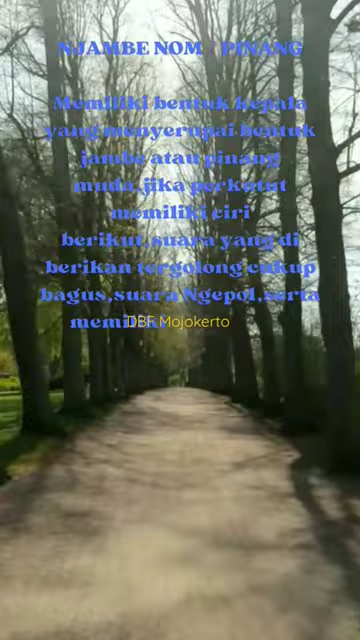 NJAMBE NOM / PINANG
Memiliki bentuk kepala
yang menyerupai bentuk
jambe atau pinang
muda,jika perkutut
memiliki ciri
berikut,suara yang di
berikan tergolong cukup
bagus,suara Ngepol,serta
DBF Mojokerto